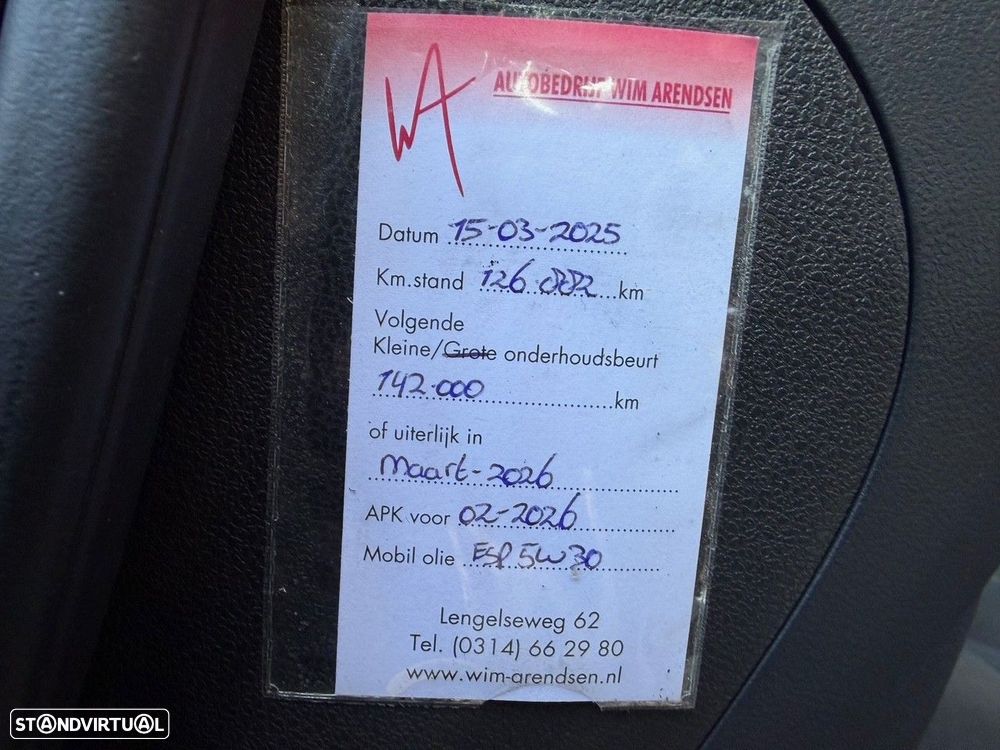 WA
AUTOBEDRIJF WIM ARENDSEN
Datum 15-03-2025
Km.stand 126.882 km
Volgende
Kleine/Grote onderhoudsbeurt
142.000 km
of uiterlijk in
Maart-2026
APK voor 02-2026
Mobil olie ESP 5W30
Lengelseweg 62
Tel. (0314) 66 29 80
www.wim-arendsen.nl
STANDVIRTUAL